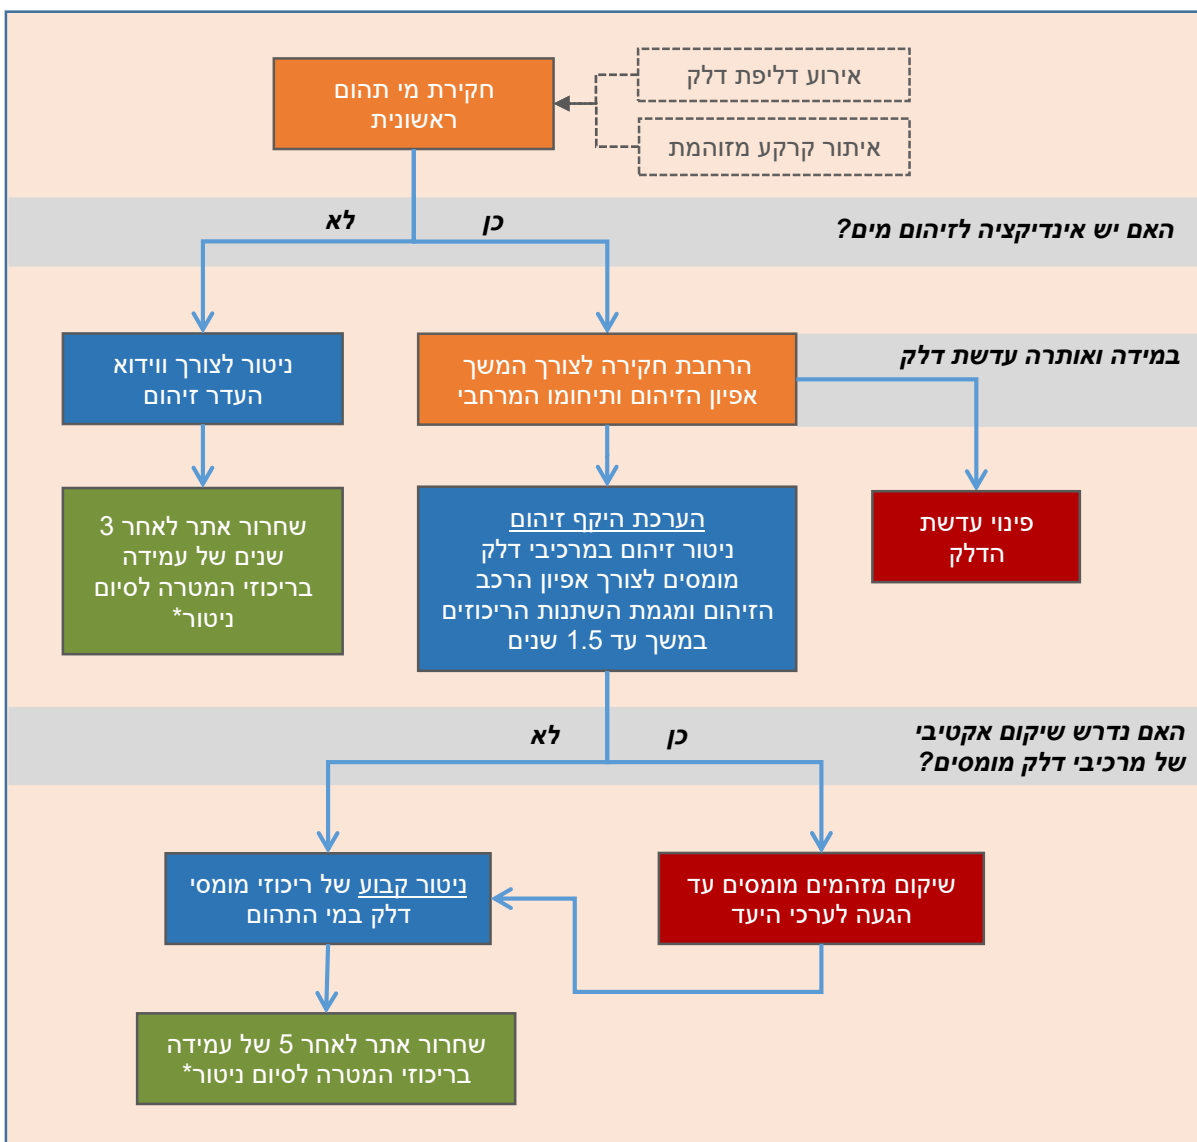 אירוע דליפת דלק
חקירת מי תהום
ראשונית
איתור קרקע מזוהמת
האם יש אינדיקציה לזיהום מים?
כן
לא
במידה ואותרה עדשת דלק
הרחבת חקירה לצורך המשך
אפיון הזיהום ותיחומו המרחבי
ניטור לצורך ווידוא
העדר זיהום
פינוי עדשת
הדלק
הערכת היקף זיהום
ניטור זיהום במרכיבי דלק
מומסים לצורך אפיון הרכב
הזיהום ומגמת השתנות הריכוזים
במשך עד 1.5 שנים
שחרור אתר לאחר 3
שנים של עמידה
בריכוזי המטרה לסיום
ניטור*
האם נדרש שיקום אקטיבי
של מרכיבי דלק מומסים?
כן
לא
שיקום מזהמים מומסים עד
הגעה לערכי היעד
ניטור קבוע של ריכוזי מומסי
דלק במי התהום
שחרור אתר לאחר 5 של עמידה
בריכוזי המטרה לסיום ניטור*